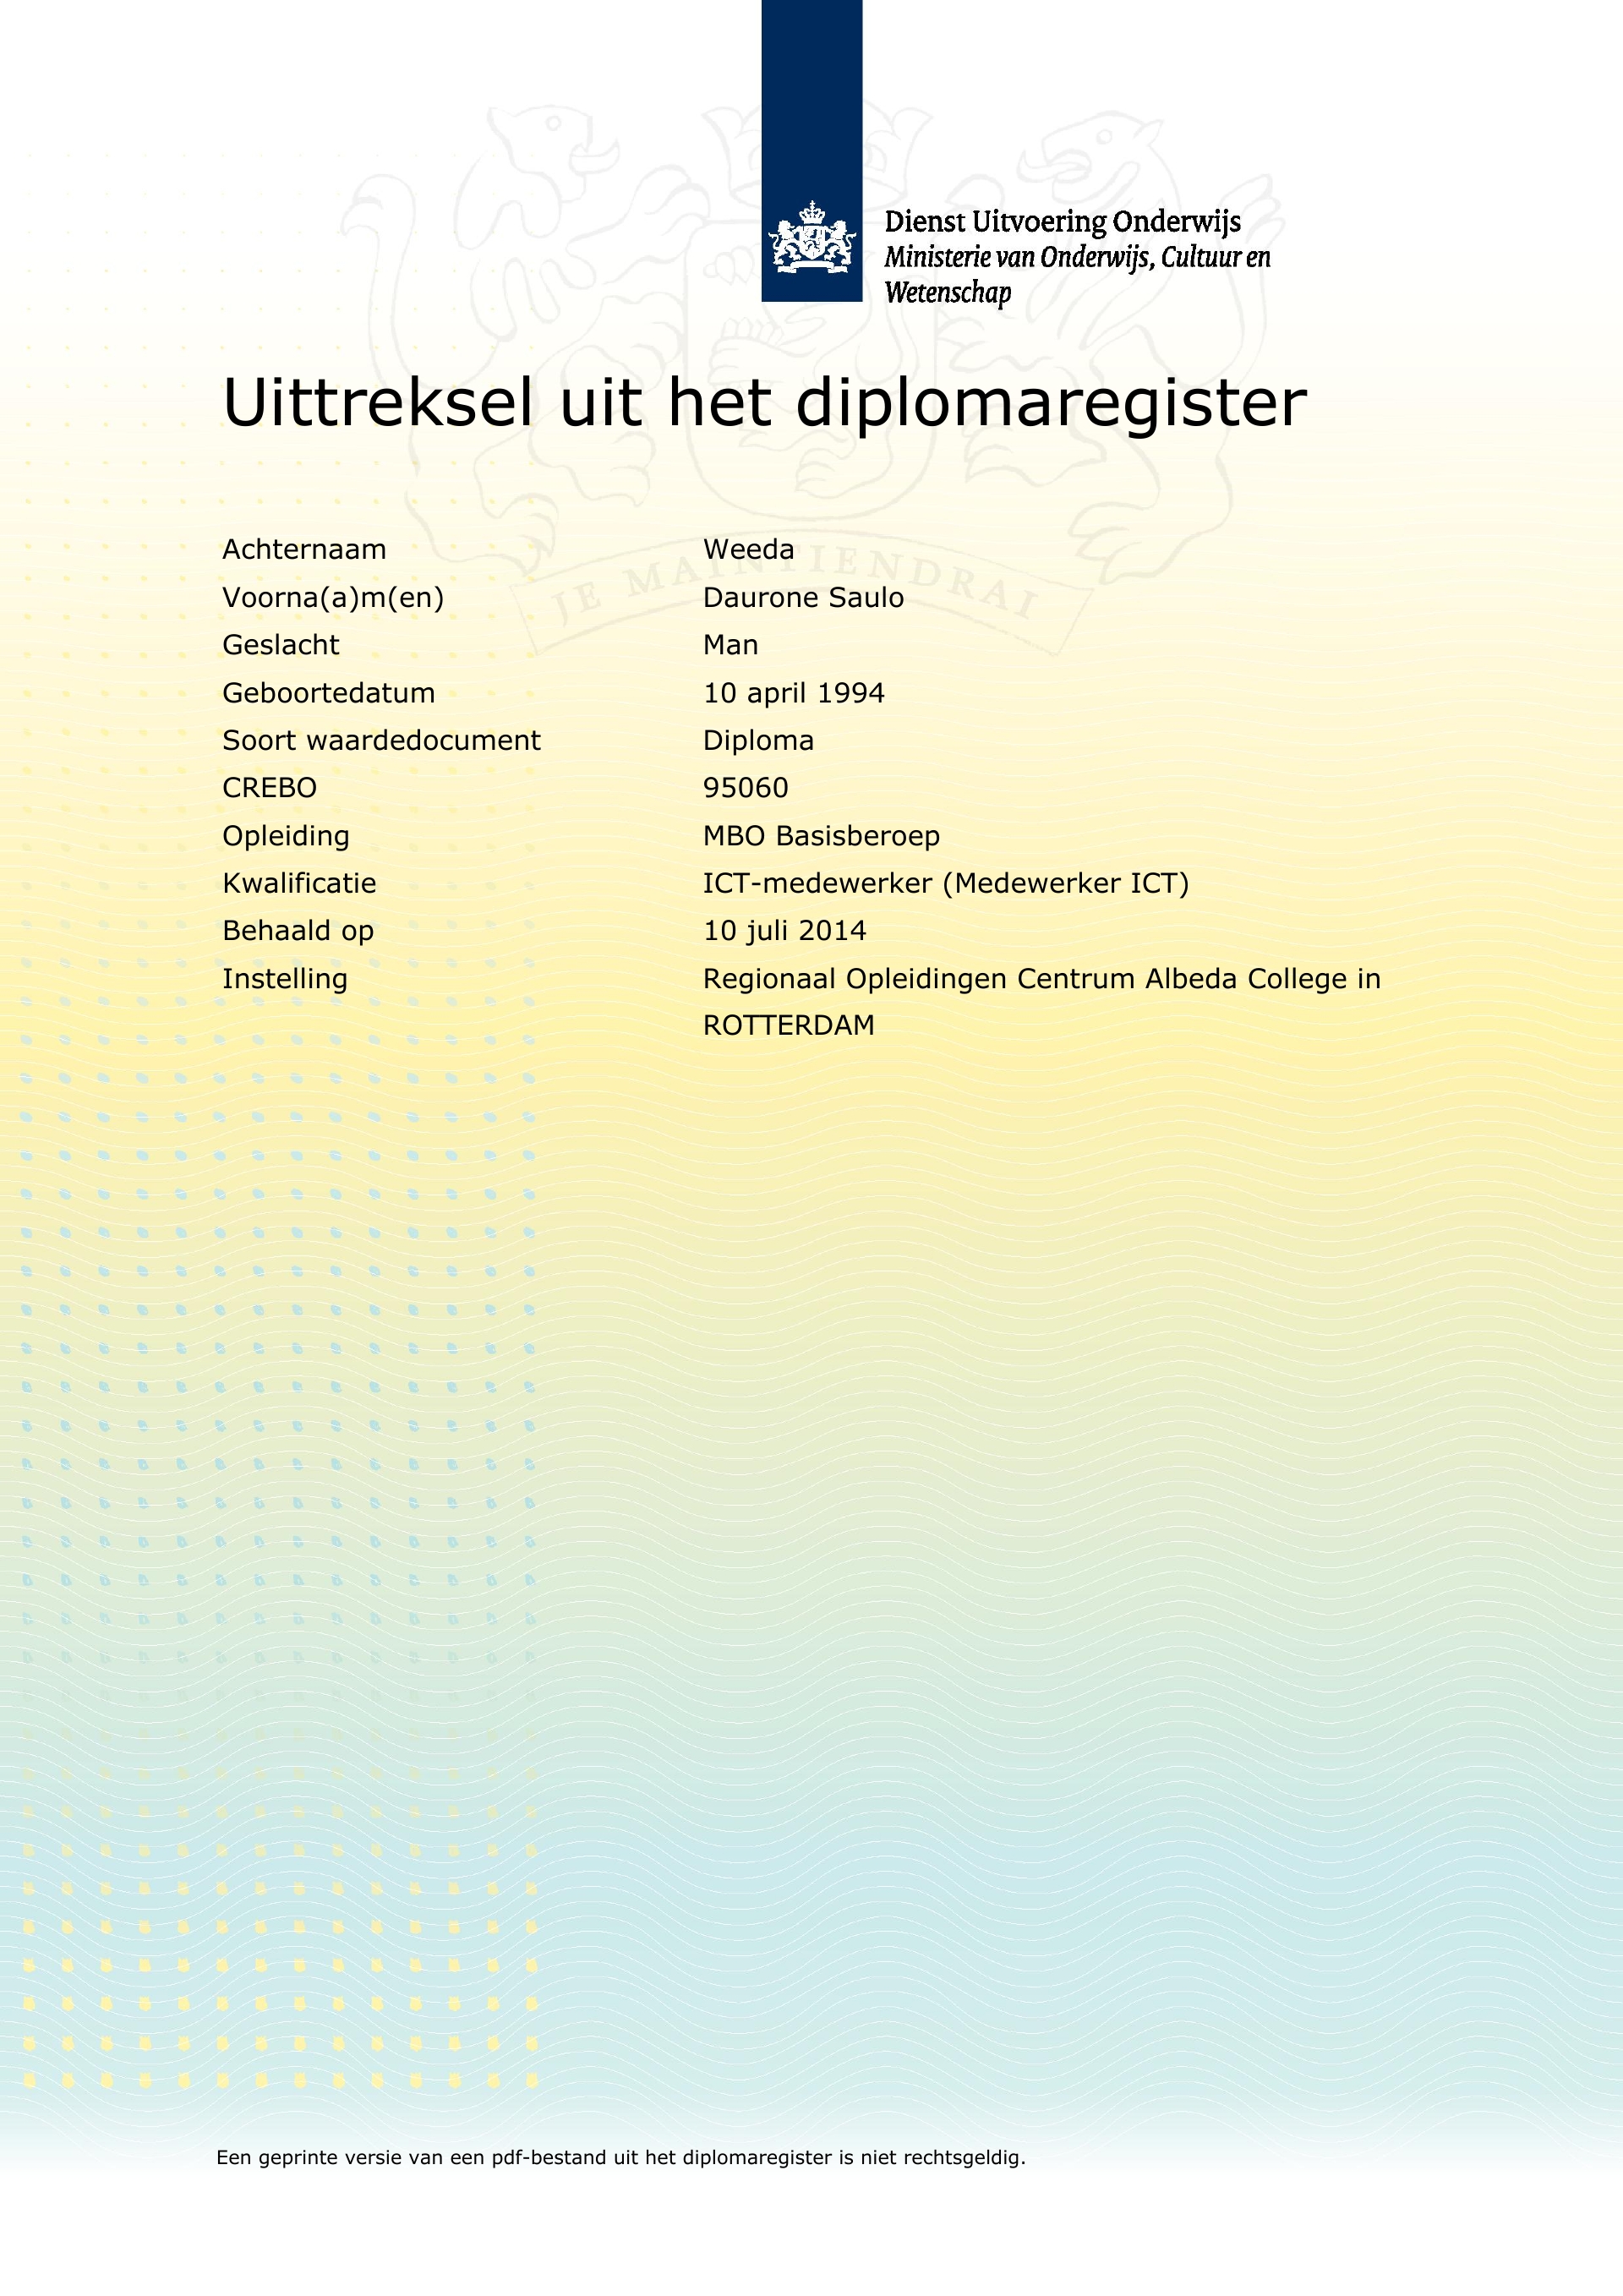 Dienst Uitvoering Onderwijs
Ministerie van Onderwijs, Cultuur en
Wetenschap
Uittreksel uit het diplomaregister
Achternaam Weeda
Voorna(a)m(en) Daurone Saulo
Geslacht Man
Geboortedatum 10 april 1994
Soort waardedocument Diploma
CREBO 95060
Opleiding MBO Basisberoep
Kwalificatie ICT-medewerker (Medewerker ICT)
Behaald op 10 juli 2014
Instelling Regionaal Opleidingen Centrum Albeda College in
ROTTERDAM
JE MAINTIENDRAI
Een geprinte versie van een pdf-bestand uit het diplomaregister is niet rechtsgeldig.